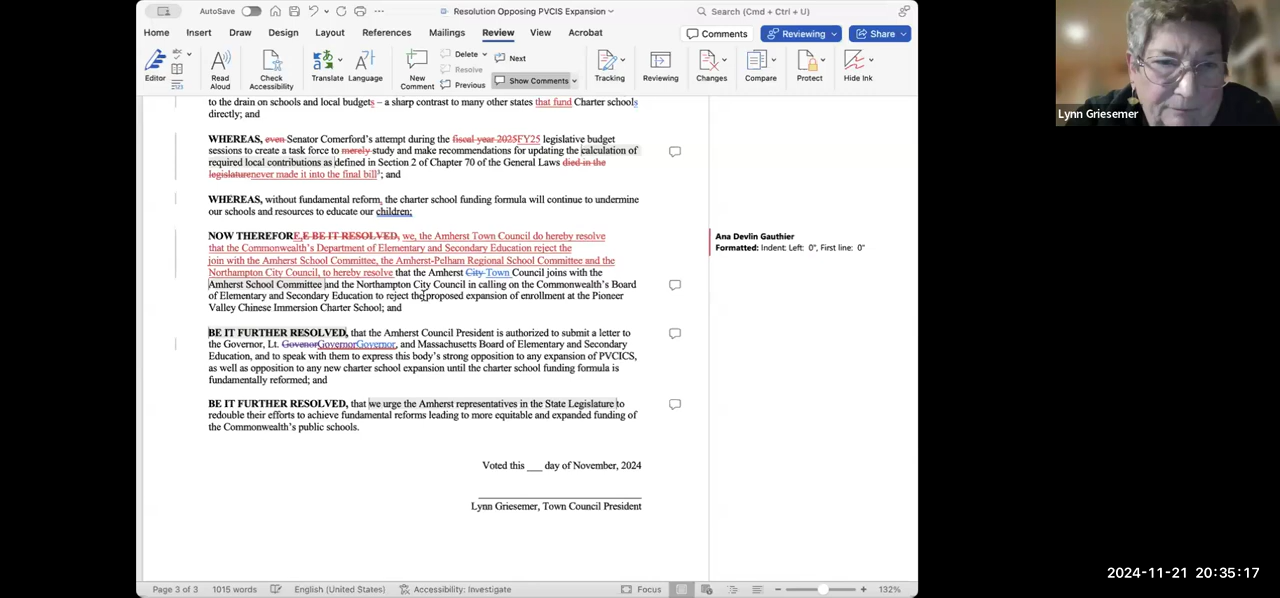 AutoSave
Resolution Opposing PVCIS Expansion
Search (Cmd + Ctrl + U)
Home Insert Draw Design Layout References Mailings Review View Acrobat
Comments Reviewing Share
Editor Read Aloud Check Accessibility Translate Language New Comment Delete Resolve Previous Next Show Comments Tracking Reviewing Changes Compare Protect Hide Ink
to the drain on schools and local budgets – a sharp contrast to many other states that fund Charter schools
directly; and
WHEREAS, even Senator Comerford's attempt during the fiscal year 2025FY25 legislative budget
sessions to create a task force to merely study and make recommendations for updating the calculation of
required local contributions as defined in Section 2 of Chapter 70 of the General Laws died in the
legislaturenever made it into the final bill; and
WHEREAS, without fundamental reform, the charter school funding formula will continue to undermine
our schools and resources to educate our children;
NOW THEREFORE,E BE IT RESOLVED, we, the Amherst Town Council do hereby resolve
that the Commonwealth's Department of Elementary and Secondary Education reject the
join with the Amherst School Committee, the Amherst-Pelham Regional School Committee and the
Northampton City Council, to hereby resolve that the Amherst City Town Council joins with the
Amherst School Committee and the Northampton City Council in calling on the Commonwealth's Board
of Elementary and Secondary Education to reject the proposed expansion of enrollment at the Pioneer
Valley Chinese Immersion Charter School; and
BE IT FURTHER RESOLVED, that the Amherst Council President is authorized to submit a letter to
the Governor, Lt. GovenorGovernorGovernor, and Massachusetts Board of Elementary and Secondary
Education, and to speak with them to express this body's strong opposition to any expansion of PVCICS,
as well as opposition to any new charter school expansion until the charter school funding formula is
fundamentally reformed; and
BE IT FURTHER RESOLVED, that we urge the Amherst representatives in the State Legislature to
redouble their efforts to achieve fundamental reforms leading to more equitable and expanded funding of
the Commonwealth's public schools.
Voted this ___ day of November, 2024
Lynn Griesemer, Town Council President
Ana Devlin Gauthier
Formatted: Indent: Left: 0", First line: 0"
Page 3 of 3 1015 words English (United States) Accessibility: Investigate Focus 132%
Lynn Griesemer
2024-11-21 20:35:17